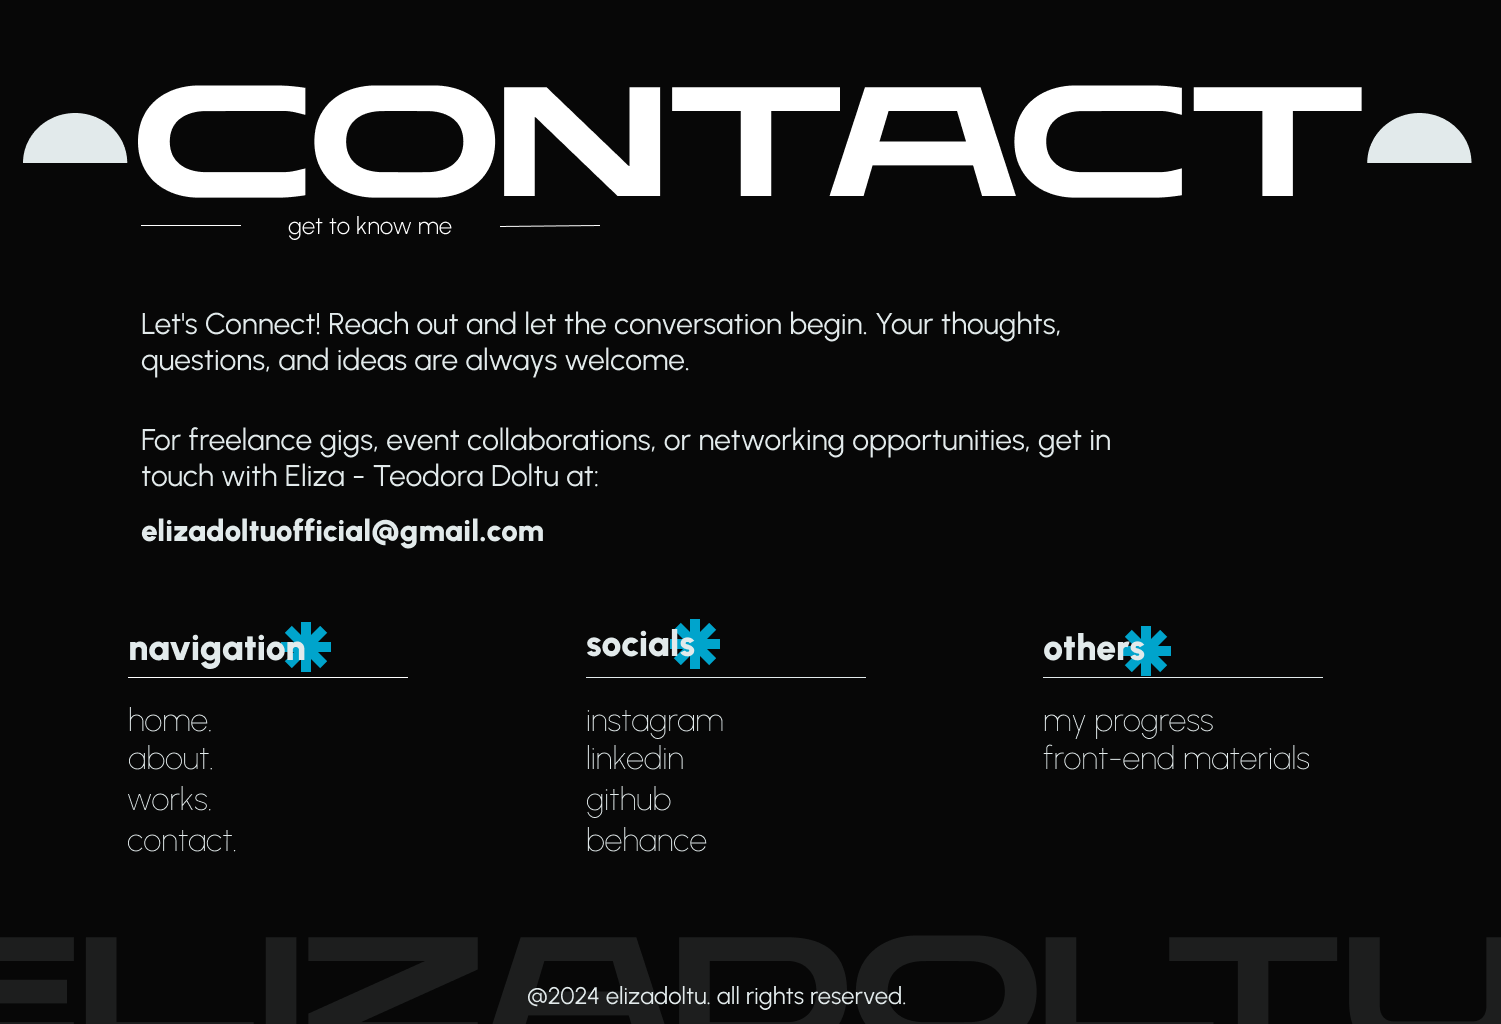 CONTACT
get to know me
Let's Connect! Reach out and let the conversation begin. Your thoughts,
questions, and ideas are always welcome.
For freelance gigs, event collaborations, or networking opportunities, get in
touch with Eliza - Teodora Doltu at:
elizadoltuofficial@gmail.com
navigation
home.
about.
works.
contact.
socials
instagram
linkedin
github
behance
others
my progress
front-end materials
ELIZADOLTU
@2024 elizadoltu. all rights reserved.